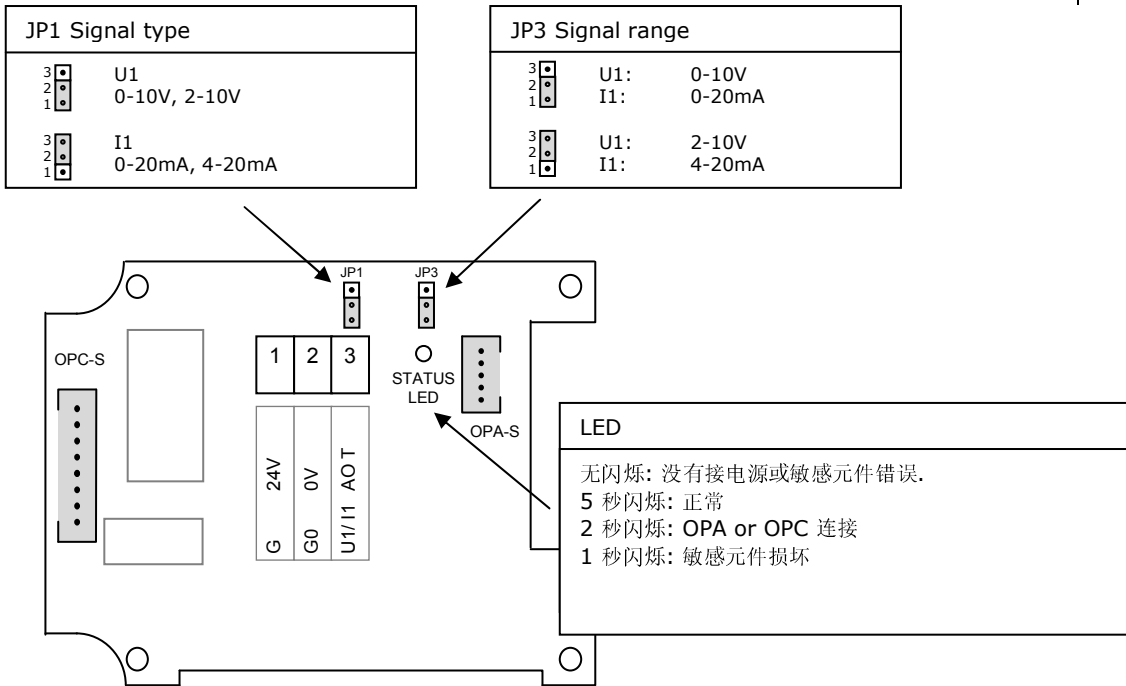 JP1 Signal type
3
2
1
U1
0-10V, 2-10V
3
2
1
I1
0-20mA, 4-20mA
JP3 Signal range
3
2
1
U1: 0-10V
I1: 0-20mA
3
2
1
U1: 2-10V
I1: 4-20mA
JP1
JP3
OPC-S
1 2 3
STATUS
LED
OPA-S
G 24V
G0 0V
U1/I1 AOT
LED
无闪烁: 没有接电源或敏感元件错误.
5 秒闪烁: 正常
2 秒闪烁: OPA or OPC 连接
1 秒闪烁: 敏感元件损坏